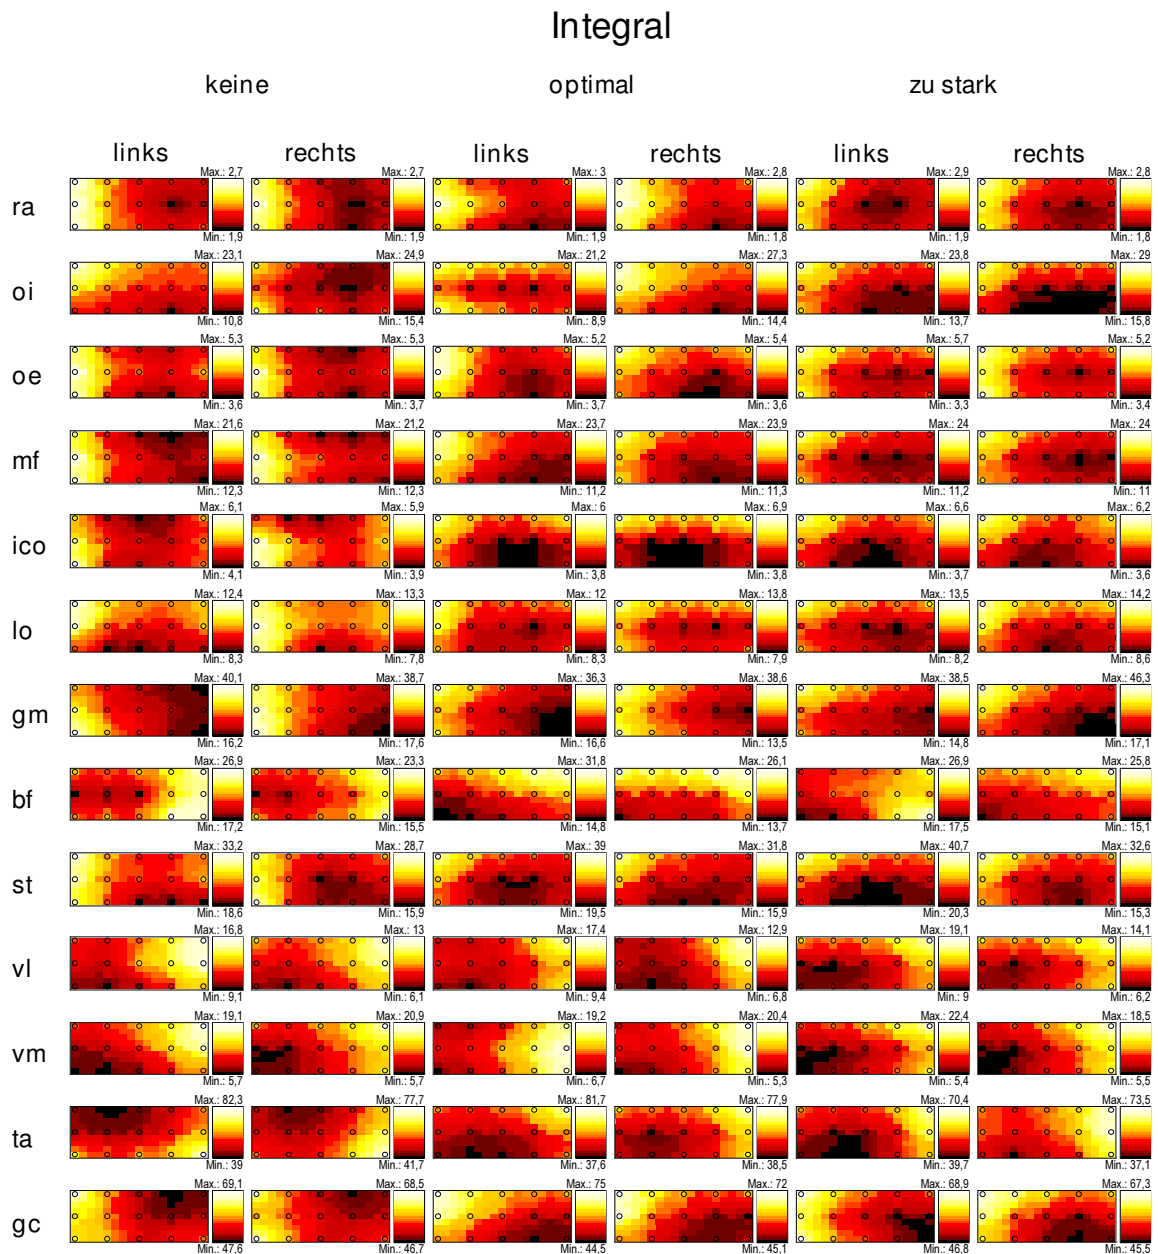 Integral
keine optimal zu stark
links rechts links rechts links rechts
Max.: 2,7 Max.: 2,7 Max.: 3 Max.: 2,8 Max.: 2,9 Max.: 2,8
ra
Min.: 1,9 Min.: 1,9 Min.: 1,9 Min.: 1,8 Min.: 1,9 Min.: 1,8
Max.: 23,1 Max.: 24,9 Max.: 21,2 Max.: 27,3 Max.: 23,8 Max.: 29
oi
Min.: 10,8 Min.: 15,4 Min.: 8,9 Min.: 14,4 Min.: 13,7 Min.: 15,8
Max.: 5,3 Max.: 5,3 Max.: 5,2 Max.: 5,4 Max.: 5,7 Max.: 5,2
oe
Min.: 3,6 Min.: 3,7 Min.: 3,7 Min.: 3,6 Min.: 3,3 Min.: 3,4
Max.: 21,6 Max.: 21,2 Max.: 23,7 Max.: 23,9 Max.: 24 Max.: 24
mf
Min.: 12,3 Min.: 12,3 Min.: 11,2 Min.: 11,3 Min.: 11,2 Min.: 11
Max.: 6,1 Max.: 5,9 Max.: 6 Max.: 6,9 Max.: 6,6 Max.: 6,2
ico
Min.: 4,1 Min.: 3,9 Min.: 3,8 Min.: 3,8 Min.: 3,7 Min.: 3,6
Max.: 12,4 Max.: 13,3 Max.: 12 Max.: 13,8 Max.: 13,5 Max.: 14,2
lo
Min.: 8,3 Min.: 7,8 Min.: 8,3 Min.: 7,9 Min.: 8,2 Min.: 8,6
Max.: 40,1 Max.: 38,7 Max.: 36,3 Max.: 38,6 Max.: 38,5 Max.: 46,3
gm
Min.: 16,2 Min.: 17,6 Min.: 16,6 Min.: 13,5 Min.: 14,8 Min.: 17,1
Max.: 26,9 Max.: 23,3 Max.: 31,8 Max.: 26,1 Max.: 26,9 Max.: 25,8
bf
Min.: 17,2 Min.: 15,5 Min.: 14,8 Min.: 13,7 Min.: 17,5 Min.: 15,1
Max.: 33,2 Max.: 28,7 Max.: 39 Max.: 31,8 Max.: 40,7 Max.: 32,6
st
Min.: 18,6 Min.: 15,9 Min.: 19,5 Min.: 15,9 Min.: 20,3 Min.: 15,3
Max.: 16,8 Max.: 13 Max.: 17,4 Max.: 12,9 Max.: 19,1 Max.: 14,1
vl
Min.: 9,1 Min.: 6,1 Min.: 9,4 Min.: 6,8 Min.: 9 Min.: 6,2
Max.: 19,1 Max.: 20,9 Max.: 19,2 Max.: 20,4 Max.: 22,4 Max.: 18,5
vm
Min.: 5,7 Min.: 5,7 Min.: 6,7 Min.: 5,3 Min.: 5,4 Min.: 5,5
Max.: 82,3 Max.: 77,7 Max.: 81,7 Max.: 77,9 Max.: 70,4 Max.: 73,5
ta
Min.: 39 Min.: 41,7 Min.: 37,6 Min.: 38,5 Min.: 39,7 Min.: 37,1
Max.: 69,1 Max.: 68,5 Max.: 75 Max.: 72 Max.: 68,9 Max.: 67,3
gc
Min.: 47,6 Min.: 46,7 Min.: 44,5 Min.: 45,1 Min.: 46,8 Min.: 45,5